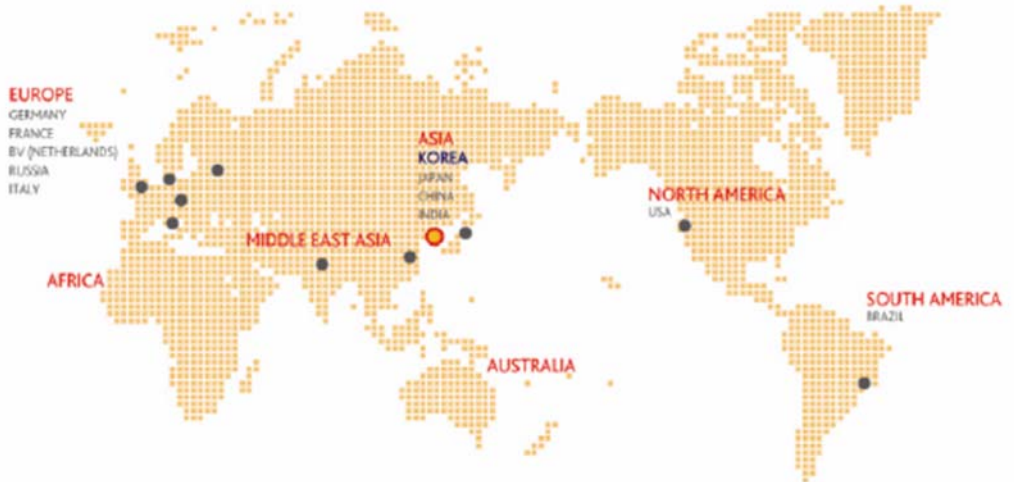 EUROPE
GERMANY
FRANCE
BV (NETHERLANDS)
RUSSIA
ITALY
ASIA
KOREA
JAPAN
CHINA
INDIA
NORTH AMERICA
USA
MIDDLE EAST ASIA
AFRICA
SOUTH AMERICA
BRAZIL
AUSTRALIA